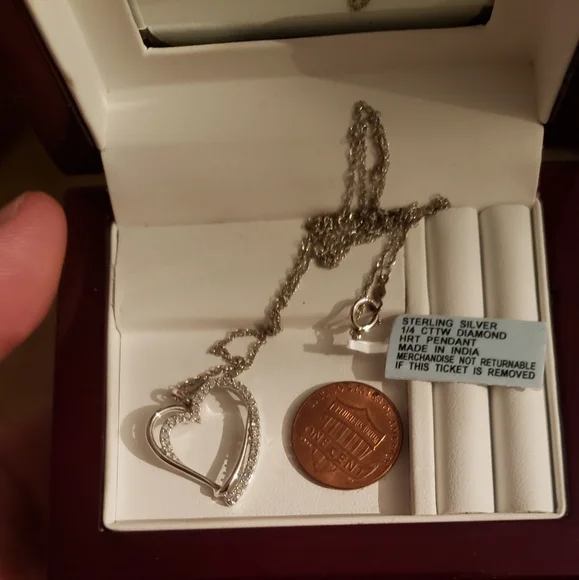 STERLING SILVER
1/4 CTTW DIAMOND
HRT PENDANT
MADE IN INDIA
MERCHANDISE NOT RETURNABLE
IF THIS TICKET IS REMOVED
ONE CENT